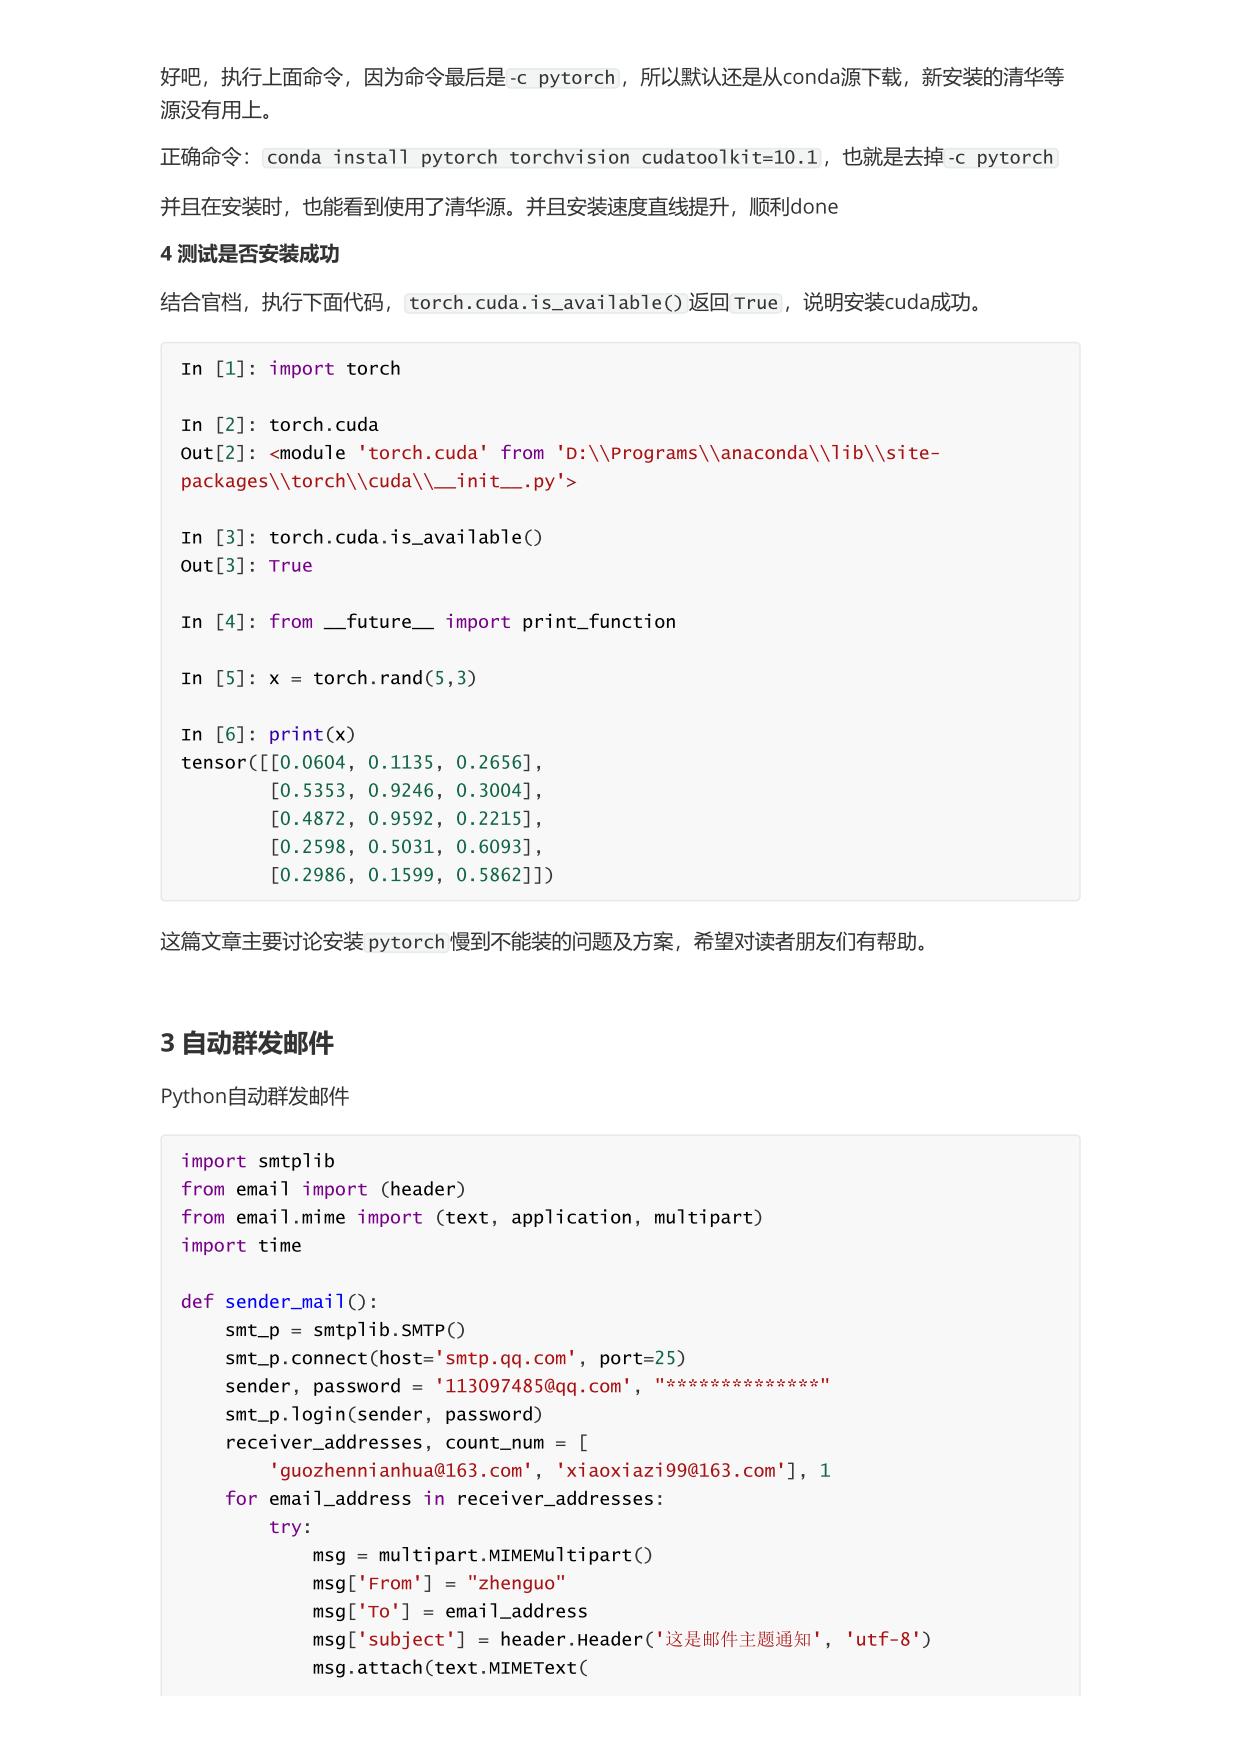 好吧，执行上面命令，因为命令最后是-c pytorch，所以默认还是从conda源下载，新安装的清华等
源没有用上。
正确命令：conda install pytorch torchvision cudatoolkit=10.1，也就是去掉-c pytorch
并且在安装时，也能看到使用了清华源。并且安装速度直线提升，顺利done
4 测试是否安装成功
结合官档，执行下面代码，torch.cuda.is_available()返回True，说明安装cuda成功。
In [1]: import torch
In [2]: torch.cuda
Out[2]: <module 'torch.cuda' from 'D:\\Programs\\anaconda\\lib\\site-
packages\\torch\\cuda\\__init__.py'>
In [3]: torch.cuda.is_available()
Out[3]: True
In [4]: from __future__ import print_function
In [5]: x = torch.rand(5,3)
In [6]: print(x)
tensor([[0.0604, 0.1135, 0.2656],
        [0.5353, 0.9246, 0.3004],
        [0.4872, 0.9592, 0.2215],
        [0.2598, 0.5031, 0.6093],
        [0.2986, 0.1599, 0.5862]])
这篇文章主要讨论安装pytorch慢到不能装的问题及方案，希望对读者朋友们有帮助。
3 自动群发邮件
Python自动群发邮件
import smtplib
from email import (header)
from email.mime import (text, application, multipart)
import time
def sender_mail():
    smt_p = smtplib.SMTP()
    smt_p.connect(host='smtp.qq.com', port=25)
    sender, password = '113097485@qq.com', "**************"
    smt_p.login(sender, password)
    receiver_addresses, count_num = [
        'guozhennianhua@163.com', 'xiaoxiazi99@163.com'], 1
    for email_address in receiver_addresses:
        try:
            msg = multipart.MIMEMultipart()
            msg['From'] = "zhenguo"
            msg['To'] = email_address
            msg['subject'] = header.Header('这是邮件主题通知', 'utf-8')
            msg.attach(text.MIMEText(